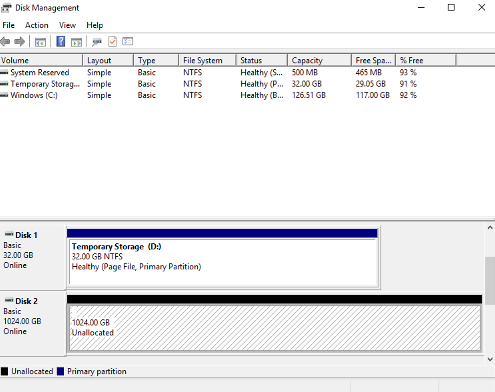 Disk Management
File Action View Help
Volume Layout Type File System Status Capacity Free Spa... % Free
System Reserved Simple Basic NTFS Healthy (S... 500 MB 465 MB 93 %
Temporary Storag... Simple Basic NTFS Healthy (P... 32.00 GB 29.05 GB 91 %
Windows (C:) Simple Basic NTFS Healthy (B... 126.51 GB 117.00 GB 92 %
Disk 1
Basic
32.00 GB
Online
Temporary Storage (D:)
32.00 GB NTFS
Healthy (Page File, Primary Partition)
Disk 2
Basic
1024.00 GB
Online
1024.00 GB
Unallocated
Unallocated Primary partition